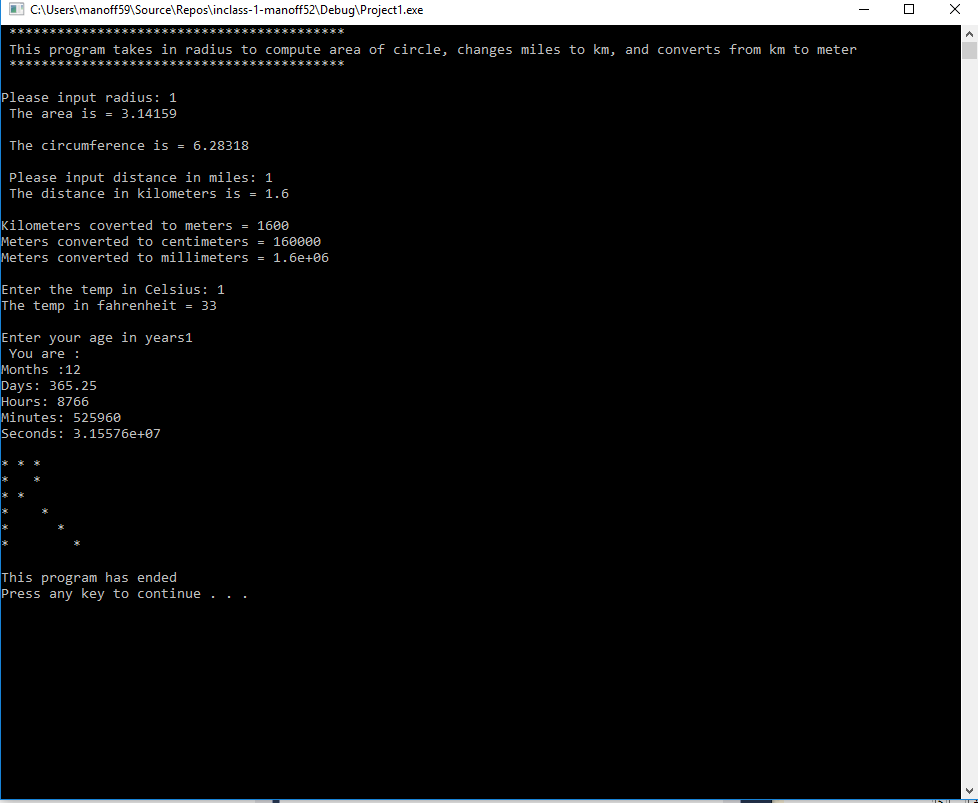 C:\Users\manoff59\Source\Repos\inclass-1-manoff52\Debug\Project1.exe
******************************************
This program takes in radius to compute area of circle, changes miles to km, and converts from km to meter
******************************************
Please input radius: 1
The area is = 3.14159
The circumference is = 6.28318
Please input distance in miles: 1
The distance in kilometers is = 1.6
Kilometers coverted to meters = 1600
Meters converted to centimeters = 160000
Meters converted to millimeters = 1.6e+06
Enter the temp in Celsius: 1
The temp in fahrenheit = 33
Enter your age in years1
You are :
Months :12
Days: 365.25
Hours: 8766
Minutes: 525960
Seconds: 3.15576e+07
* * *
*   *
* *
*    *
*      *
*        *
This program has ended
Press any key to continue . . .